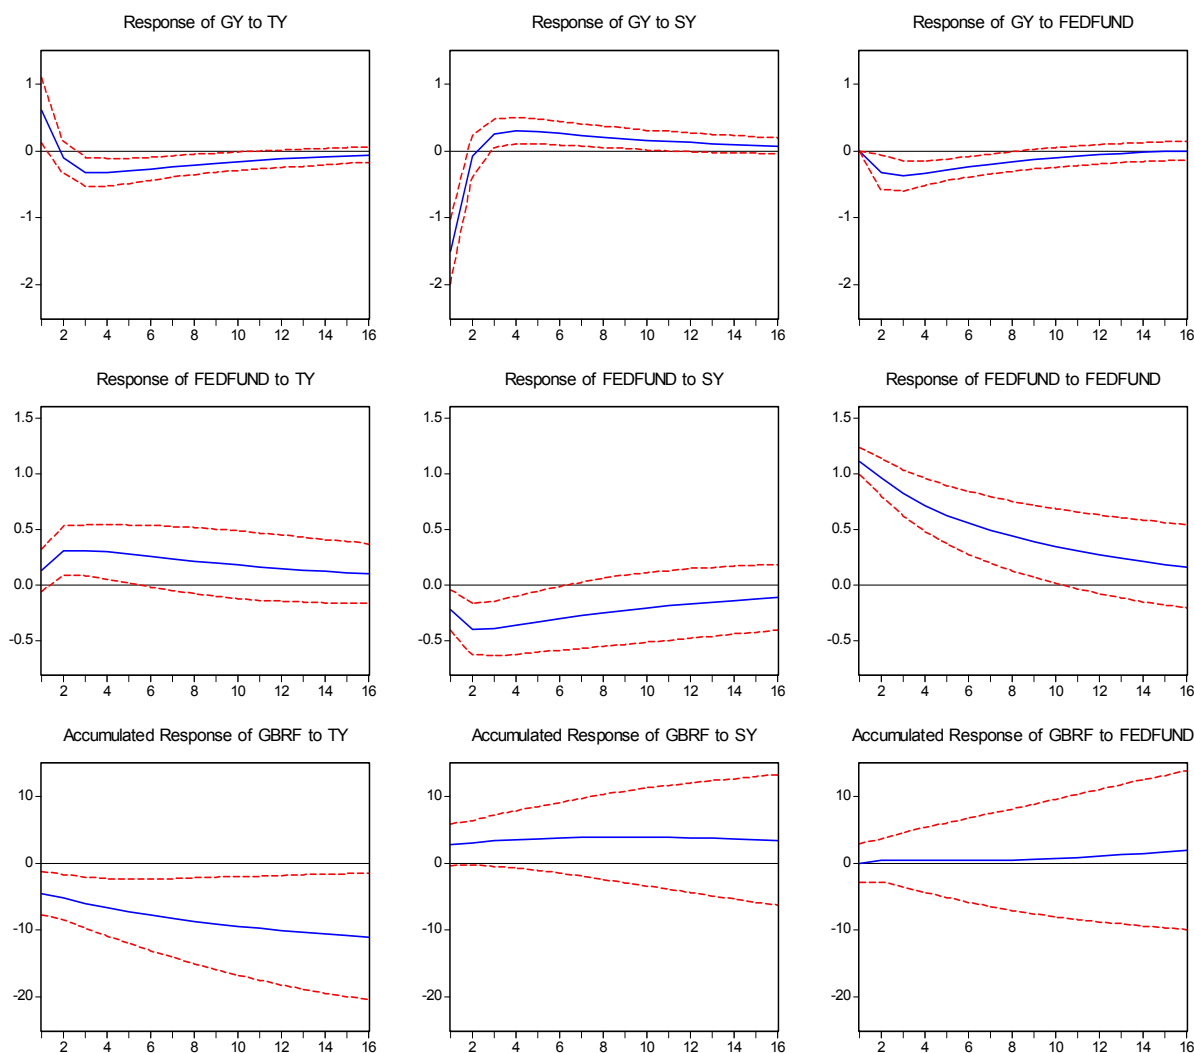 Response of GY to TY
Response of GY to SY
Response of GY to FEDFUND
1
0
-1
-2
2 4 6 8 10 12 14 16
1
0
-1
-2
2 4 6 8 10 12 14 16
1
0
-1
-2
2 4 6 8 10 12 14 16
Response of FEDFUND to TY
Response of FEDFUND to SY
Response of FEDFUND to FEDFUND
1.5
1.0
0.5
0.0
-0.5
2 4 6 8 10 12 14 16
1.5
1.0
0.5
0.0
-0.5
2 4 6 8 10 12 14 16
1.5
1.0
0.5
0.0
-0.5
2 4 6 8 10 12 14 16
Accumulated Response of GBRF to TY
Accumulated Response of GBRF to SY
Accumulated Response of GBRF to FEDFUND
10
0
-10
-20
2 4 6 8 10 12 14 16
10
0
-10
-20
2 4 6 8 10 12 14 16
10
0
-10
-20
2 4 6 8 10 12 14 16